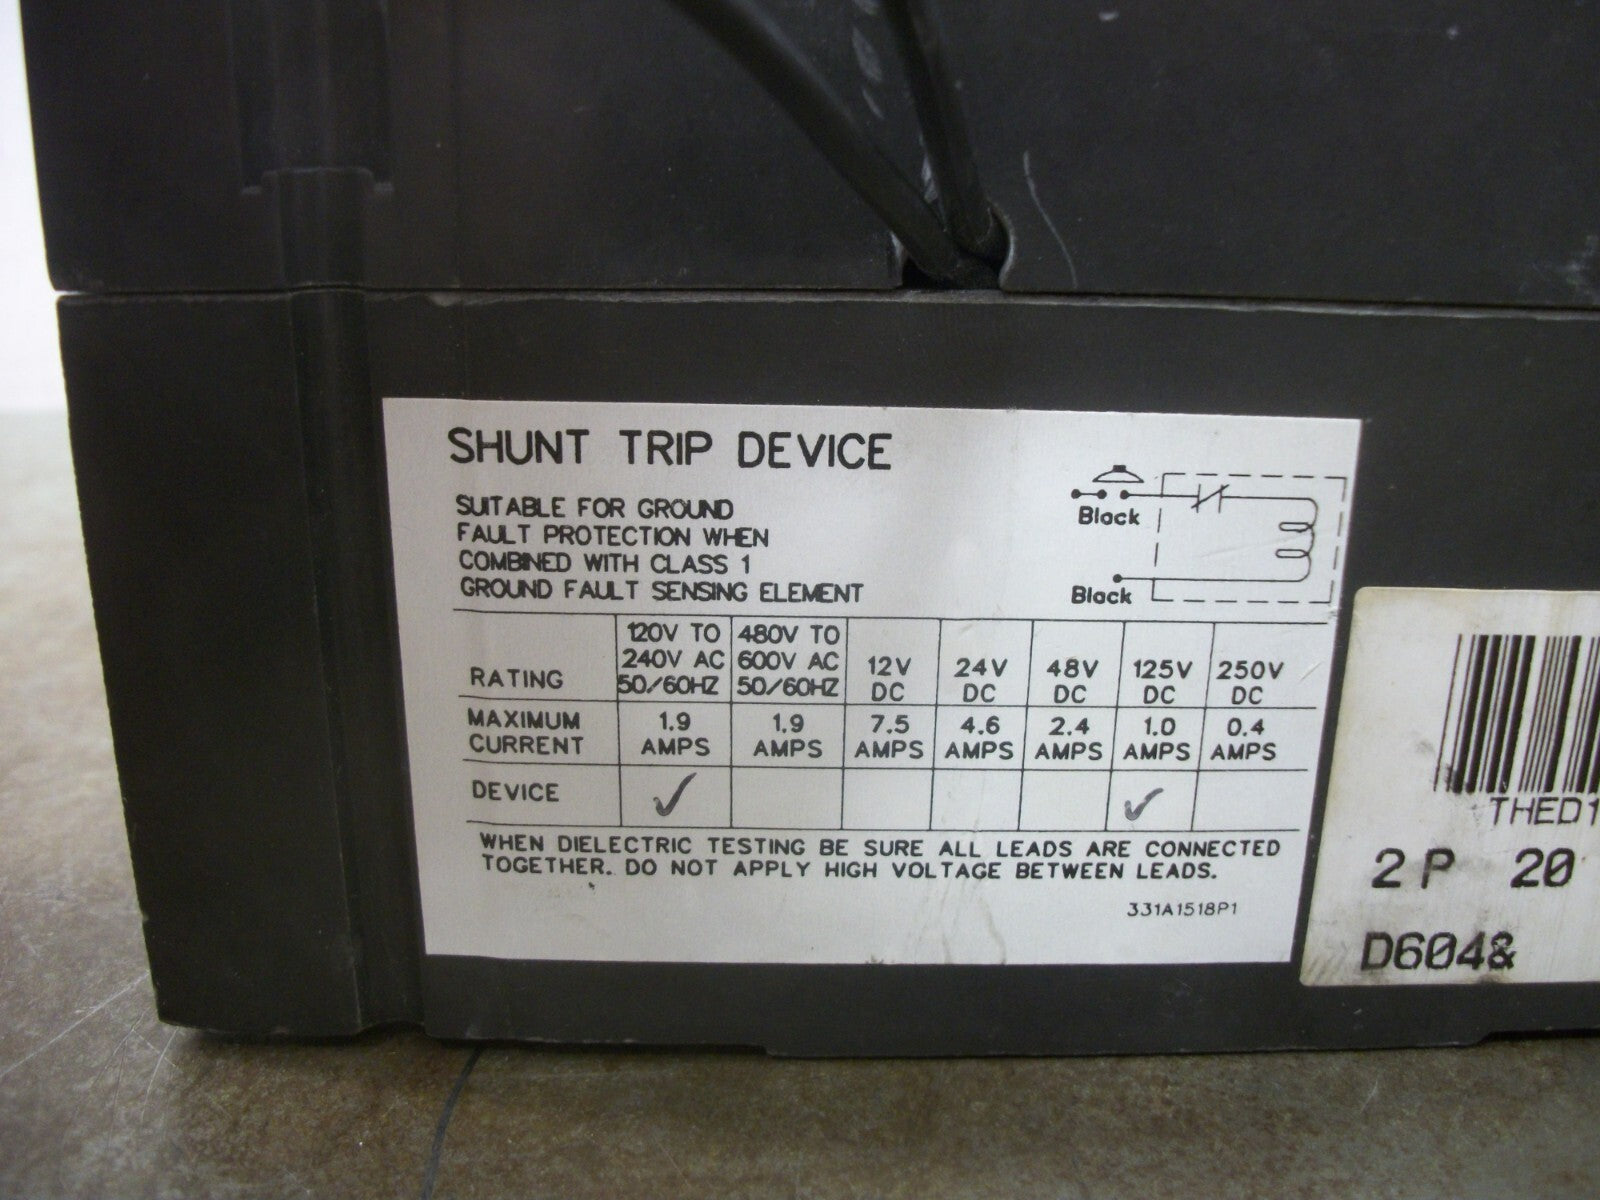 SHUNT TRIP DEVICE
SUITABLE FOR GROUND
FAULT PROTECTION WHEN
COMBINED WITH CLASS 1
GROUND FAULT SENSING ELEMENT
Black
Black
RATING 120V TO 240V AC 50/60HZ 480V TO 600V AC 50/60HZ 12V DC 24V DC 48V DC 125V DC 250V DC
MAXIMUM CURRENT 1.9 AMPS 1.9 AMPS 7.5 AMPS 4.6 AMPS 2.4 AMPS 1.0 AMPS 0.4 AMPS
DEVICE ✓ ✓
WHEN DIELECTRIC TESTING BE SURE ALL LEADS ARE CONNECTED
TOGETHER. DO NOT APPLY HIGH VOLTAGE BETWEEN LEADS.
331A1518P1
THED1
2P 20
D604&